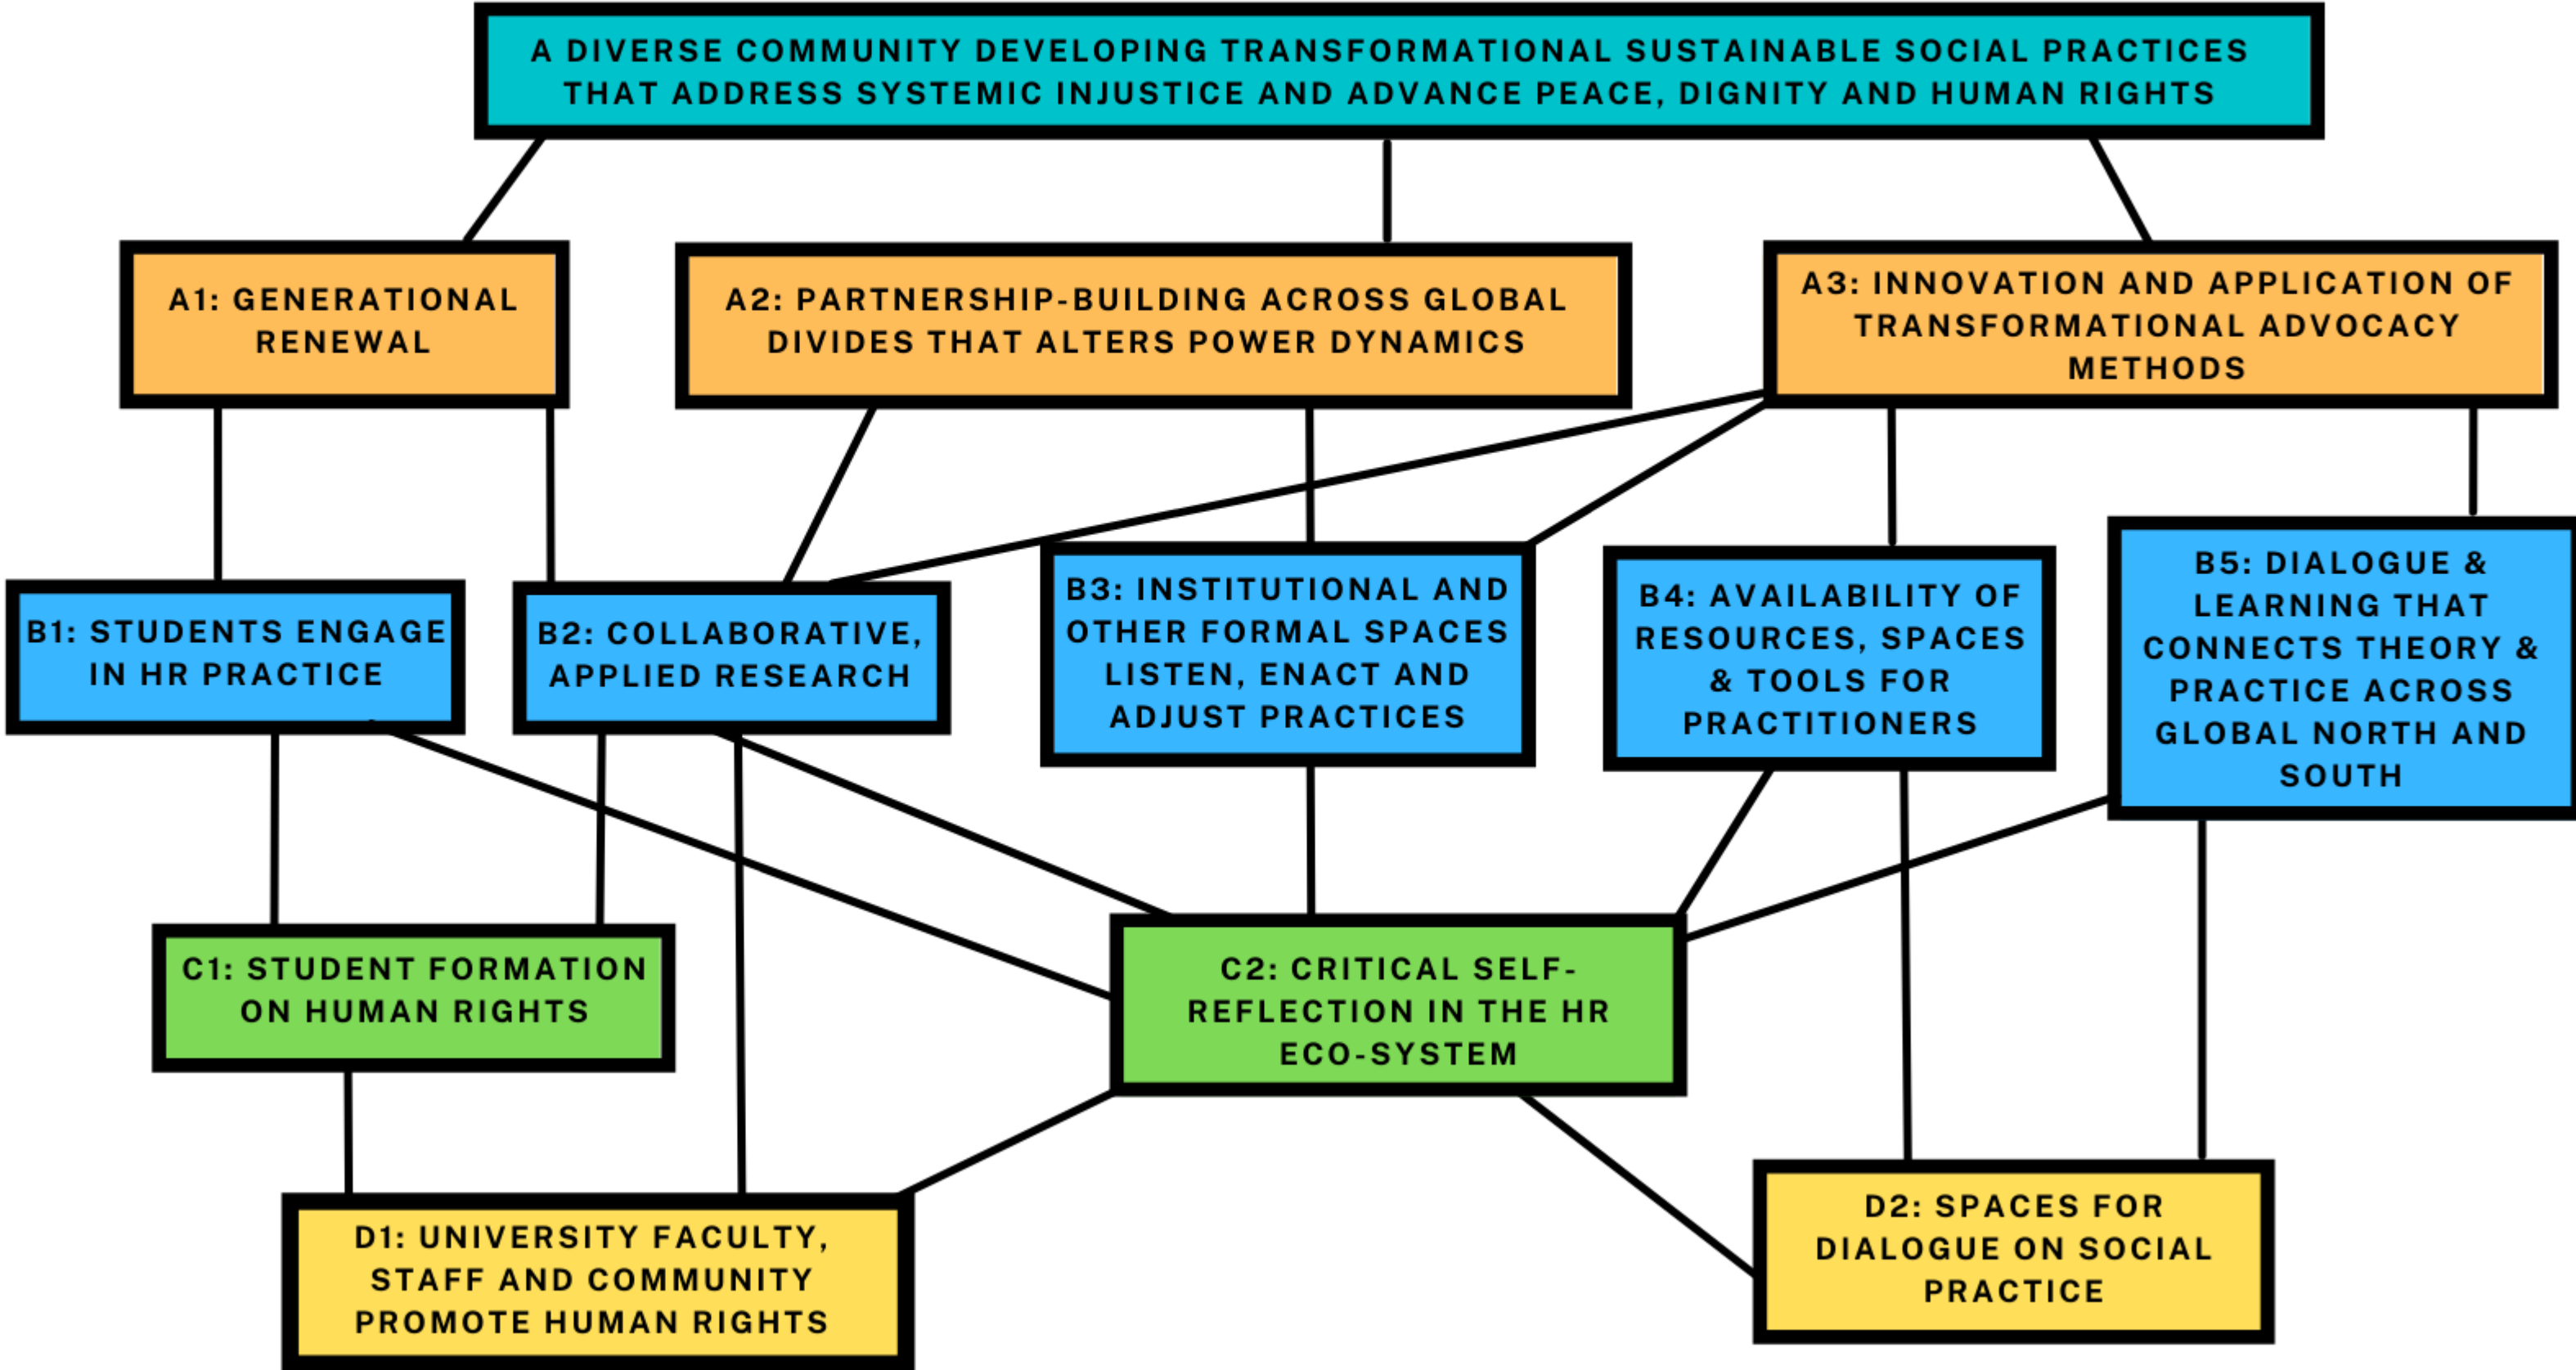 A DIVERSE COMMUNITY DEVELOPING TRANSFORMATIONAL SUSTAINABLE SOCIAL PRACTICES
THAT ADDRESS SYSTEMIC INJUSTICE AND ADVANCE PEACE, DIGNITY AND HUMAN RIGHTS
A1: GENERATIONAL
RENEWAL
A2: PARTNERSHIP-BUILDING ACROSS GLOBAL
DIVIDES THAT ALTERS POWER DYNAMICS
A3: INNOVATION AND APPLICATION OF
TRANSFORMATIONAL ADVOCACY
METHODS
B1: STUDENTS ENGAGE
IN HR PRACTICE
B2: COLLABORATIVE,
APPLIED RESEARCH
B3: INSTITUTIONAL AND
OTHER FORMAL SPACES
LISTEN, ENACT AND
ADJUST PRACTICES
B4: AVAILABILITY OF
RESOURCES, SPACES
& TOOLS FOR
PRACTITIONERS
B5: DIALOGUE &
LEARNING THAT
CONNECTS THEORY &
PRACTICE ACROSS
GLOBAL NORTH AND
SOUTH
C1: STUDENT FORMATION
ON HUMAN RIGHTS
C2: CRITICAL SELF-
REFLECTION IN THE HR
ECO-SYSTEM
D1: UNIVERSITY FACULTY,
STAFF AND COMMUNITY
PROMOTE HUMAN RIGHTS
D2: SPACES FOR
DIALOGUE ON SOCIAL
PRACTICE